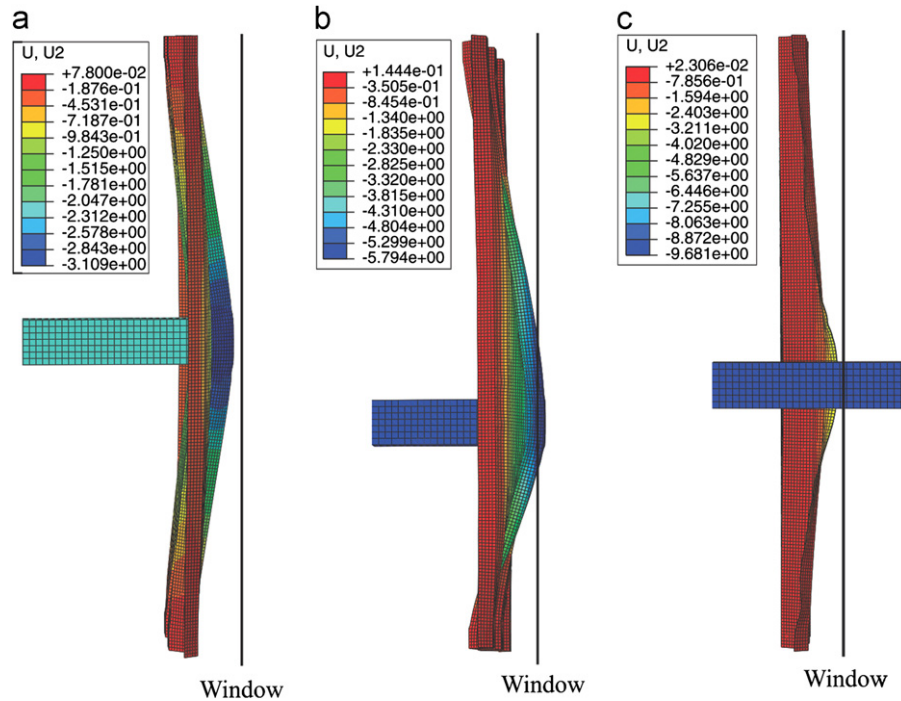 a
U, U2
+7.800e-02
-1.876e-01
-4.531e-01
-7.187e-01
-9.843e-01
-1.250e+00
-1.515e+00
-1.781e+00
-2.047e+00
-2.312e+00
-2.578e+00
-2.843e+00
-3.109e+00
Window
b
U, U2
+1.444e-01
-3.505e-01
-8.454e-01
-1.340e+00
-1.835e+00
-2.330e+00
-2.825e+00
-3.320e+00
-3.815e+00
-4.310e+00
-4.804e+00
-5.299e+00
-5.794e+00
Window
c
U, U2
+2.306e-02
-7.856e-01
-1.594e+00
-2.403e+00
-3.211e+00
-4.020e+00
-4.829e+00
-5.637e+00
-6.446e+00
-7.255e+00
-8.063e+00
-8.872e+00
-9.681e+00
Window